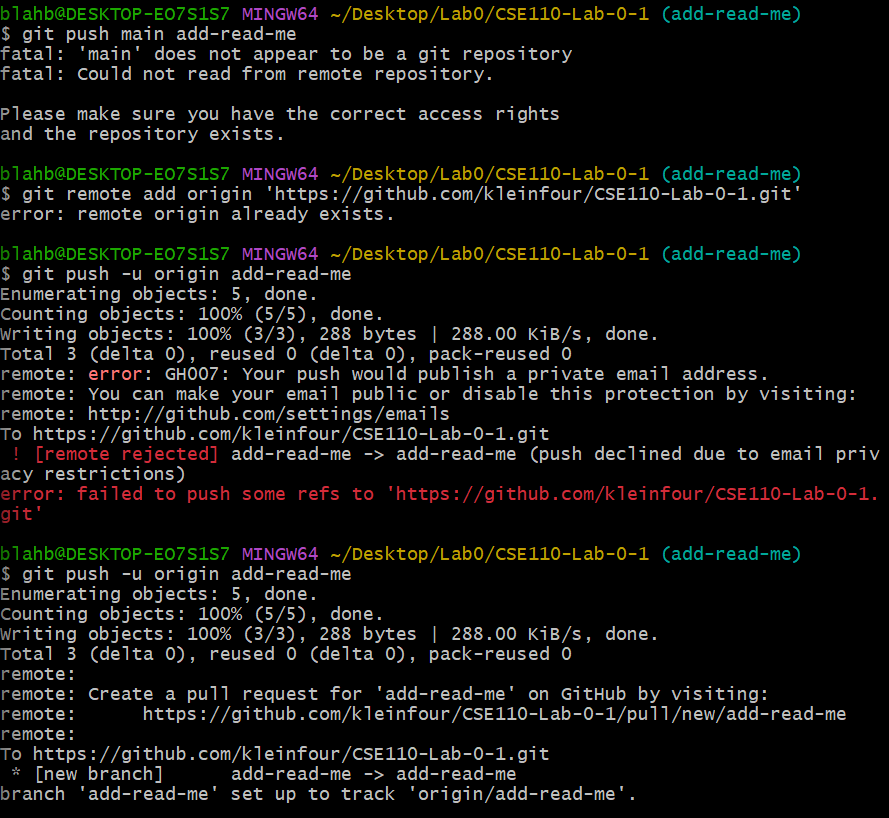 blahb@DESKTOP-EO7S1S7 MINGW64 ~/Desktop/Lab0/CSE110-Lab-0-1 (add-read-me)
$ git push main add-read-me
fatal: 'main' does not appear to be a git repository
fatal: Could not read from remote repository.

Please make sure you have the correct access rights
and the repository exists.

blahb@DESKTOP-EO7S1S7 MINGW64 ~/Desktop/Lab0/CSE110-Lab-0-1 (add-read-me)
$ git remote add origin 'https://github.com/kleinfour/CSE110-Lab-0-1.git'
error: remote origin already exists.

blahb@DESKTOP-EO7S1S7 MINGW64 ~/Desktop/Lab0/CSE110-Lab-0-1 (add-read-me)
$ git push -u origin add-read-me
Enumerating objects: 5, done.
Counting objects: 100% (5/5), done.
Writing objects: 100% (3/3), 288 bytes | 288.00 KiB/s, done.
Total 3 (delta 0), reused 0 (delta 0), pack-reused 0
remote: error: GH007: Your push would publish a private email address.
remote: You can make your email public or disable this protection by visiting:
remote: http://github.com/settings/emails
To https://github.com/kleinfour/CSE110-Lab-0-1.git
 ! [remote rejected] add-read-me -> add-read-me (push declined due to email priv
acy restrictions)
error: failed to push some refs to 'https://github.com/kleinfour/CSE110-Lab-0-1.
git'

blahb@DESKTOP-EO7S1S7 MINGW64 ~/Desktop/Lab0/CSE110-Lab-0-1 (add-read-me)
$ git push -u origin add-read-me
Enumerating objects: 5, done.
Counting objects: 100% (5/5), done.
Writing objects: 100% (3/3), 288 bytes | 288.00 KiB/s, done.
Total 3 (delta 0), reused 0 (delta 0), pack-reused 0
remote:
remote: Create a pull request for 'add-read-me' on GitHub by visiting:
remote:      https://github.com/kleinfour/CSE110-Lab-0-1/pull/new/add-read-me
remote:
To https://github.com/kleinfour/CSE110-Lab-0-1.git
 * [new branch]      add-read-me -> add-read-me
branch 'add-read-me' set up to track 'origin/add-read-me'.